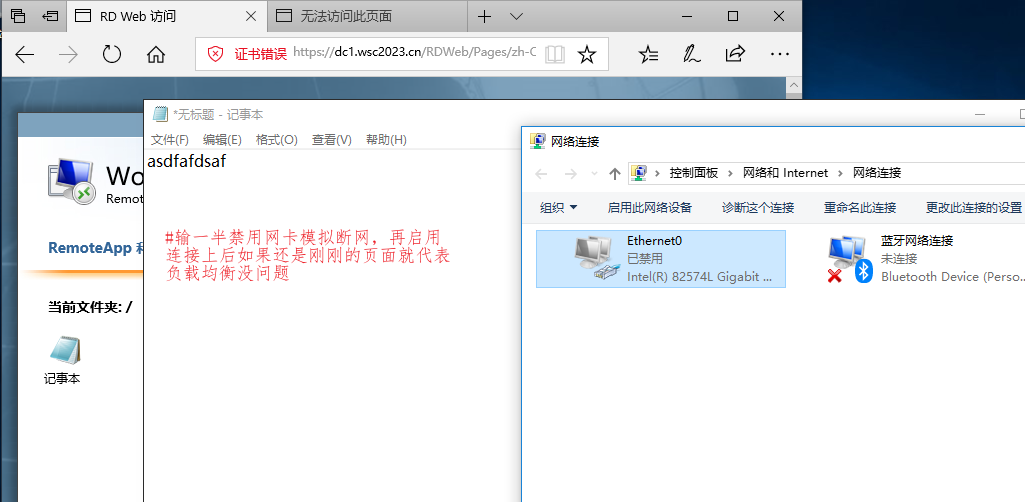 RD Web 访问
无法访问此页面
证书错误 https://dc1.wsc2023.cn/RDWeb/Pages/zh-C
*无标题 - 记事本
文件(F) 编辑(E) 格式(O) 查看(V) 帮助(H)
asdfafdsaf
#输一半禁用网卡模拟断网，再启用
连接上后如果还是刚刚的页面就代表
负载均衡没问题
Wo
Remot
RemoteApp 和
当前文件夹: /
记事本
网络连接
控制面板 › 网络和 Internet › 网络连接
组织 启用此网络设备 诊断这个连接 重命名此连接 更改此连接的设置
Ethernet0
已禁用
Intel(R) 82574L Gigabit ...
蓝牙网络连接
未连接
Bluetooth Device (Perso...